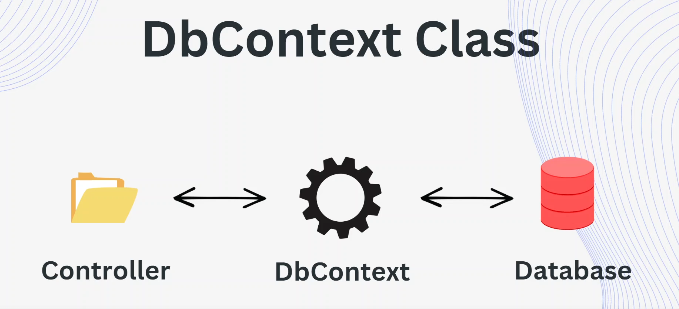 DbContext Class
Controller
DbContext
Database